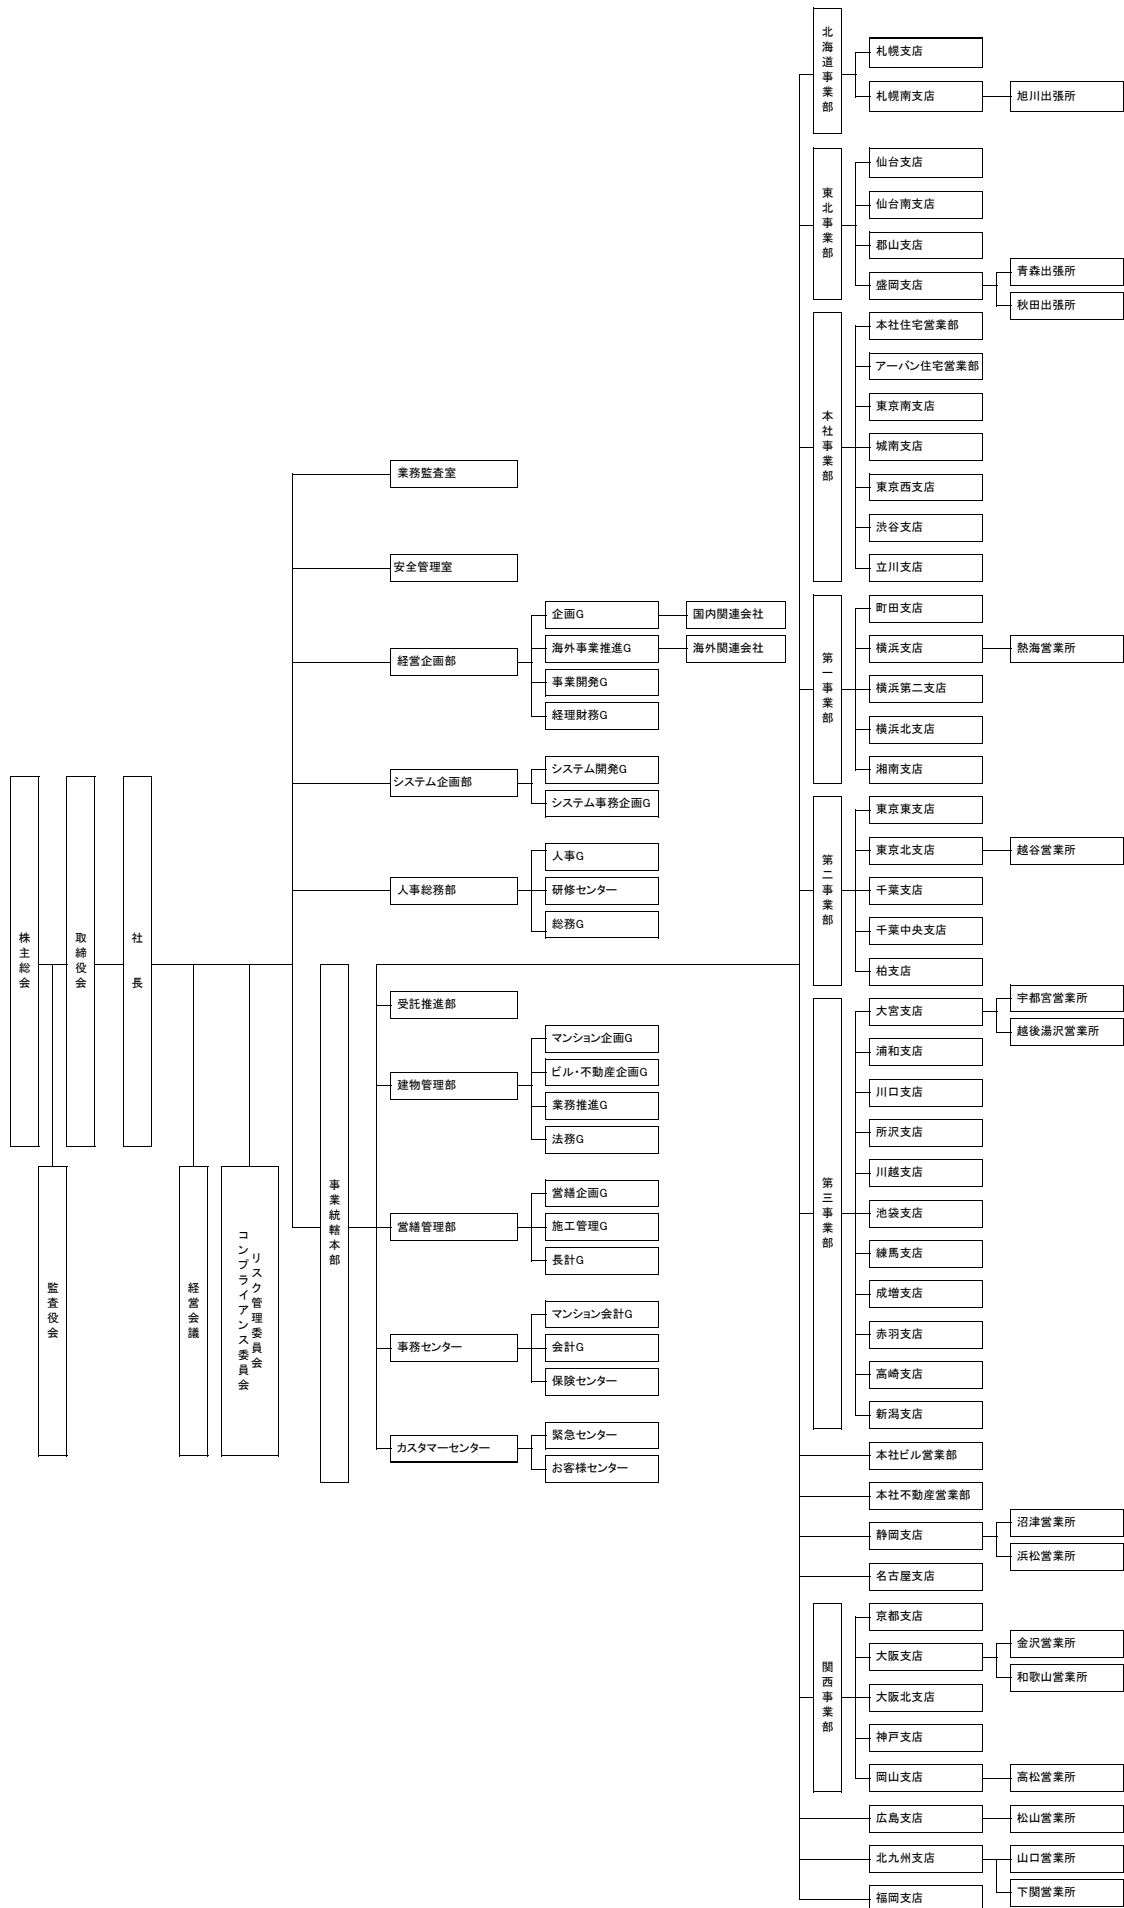 株主総会
監査役会
取締役会
社長
経営会議
リスク管理委員会
コンプライアンス委員会
業務監査室
安全管理室
経営企画部
企画G
国内関連会社
海外事業推進G
海外関連会社
事業開発G
経理財務G
システム企画部
システム開発G
システム事務企画G
人事総務部
人事G
研修センター
総務G
事業統轄本部
受託推進部
建物管理部
マンション企画G
ビル・不動産企画G
業務推進G
法務G
営繕管理部
営繕企画G
施工管理G
長計G
事務センター
マンション会計G
会計G
保険センター
カスタマーセンター
緊急センター
お客様センター
北海道事業部
札幌支店
札幌南支店
旭川出張所
東北事業部
仙台支店
仙台南支店
郡山支店
盛岡支店
青森出張所
秋田出張所
本社事業部
本社住宅営業部
アーバン住宅営業部
東京南支店
城南支店
東京西支店
渋谷支店
立川支店
第一事業部
町田支店
横浜支店
熱海営業所
横浜第二支店
横浜北支店
湘南支店
第二事業部
東京東支店
東京北支店
越谷営業所
千葉支店
千葉中央支店
柏支店
第三事業部
大宮支店
宇都宮営業所
越後湯沢営業所
浦和支店
川口支店
所沢支店
川越支店
池袋支店
練馬支店
成増支店
赤羽支店
高崎支店
新潟支店
本社ビル営業部
本社不動産営業部
静岡支店
沼津営業所
浜松営業所
名古屋支店
関西事業部
京都支店
大阪支店
金沢営業所
和歌山営業所
大阪北支店
神戸支店
岡山支店
高松営業所
広島支店
松山営業所
北九州支店
山口営業所
下関営業所
福岡支店